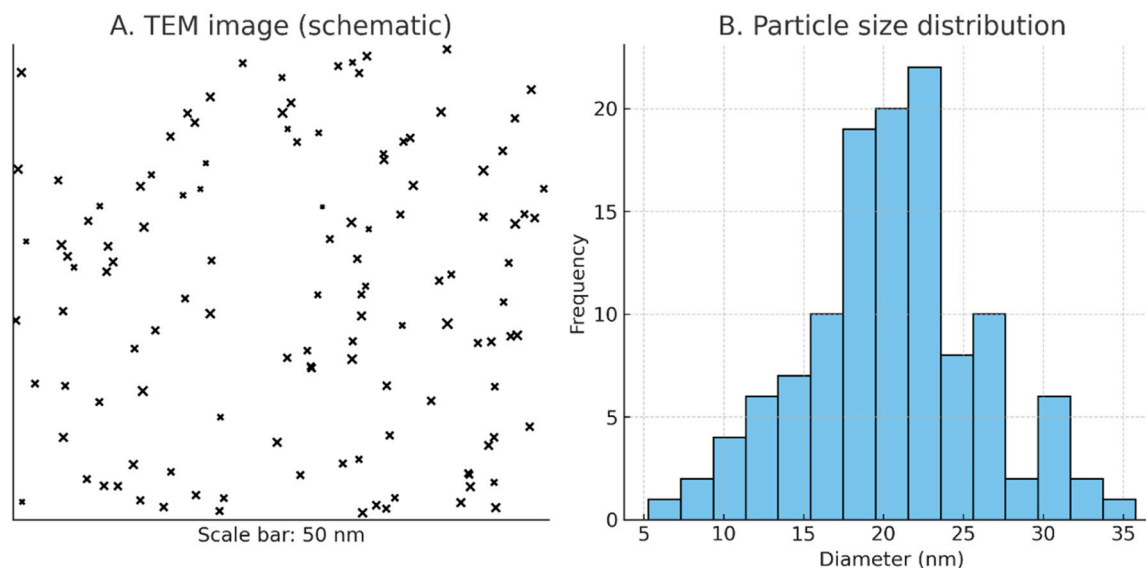 A. TEM image (schematic)
Scale bar: 50 nm
B. Particle size distribution
Frequency
20
15
10
5
0
5 10 15 20 25 30 35
Diameter (nm)